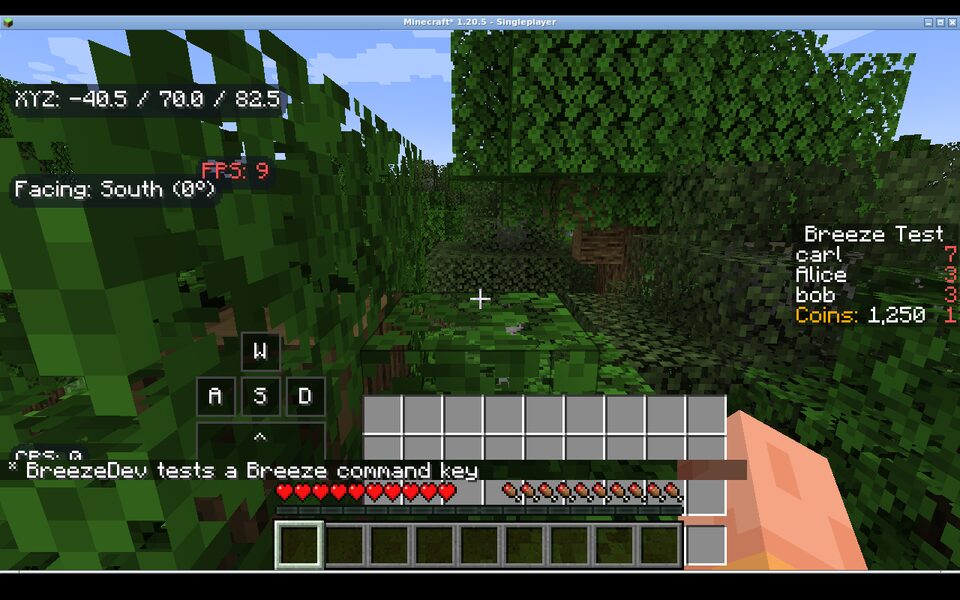 Minecraft* 1.20.5 - Singleplayer
XYZ: -40.5 / 70.0 / 82.5
FPS: 9
Facing: South (0°)
Breeze Test
carl 7
Alice 3
bob 3
Coins: 1,250 1
W
A S D
^
* BreezeDev tests a Breeze command key